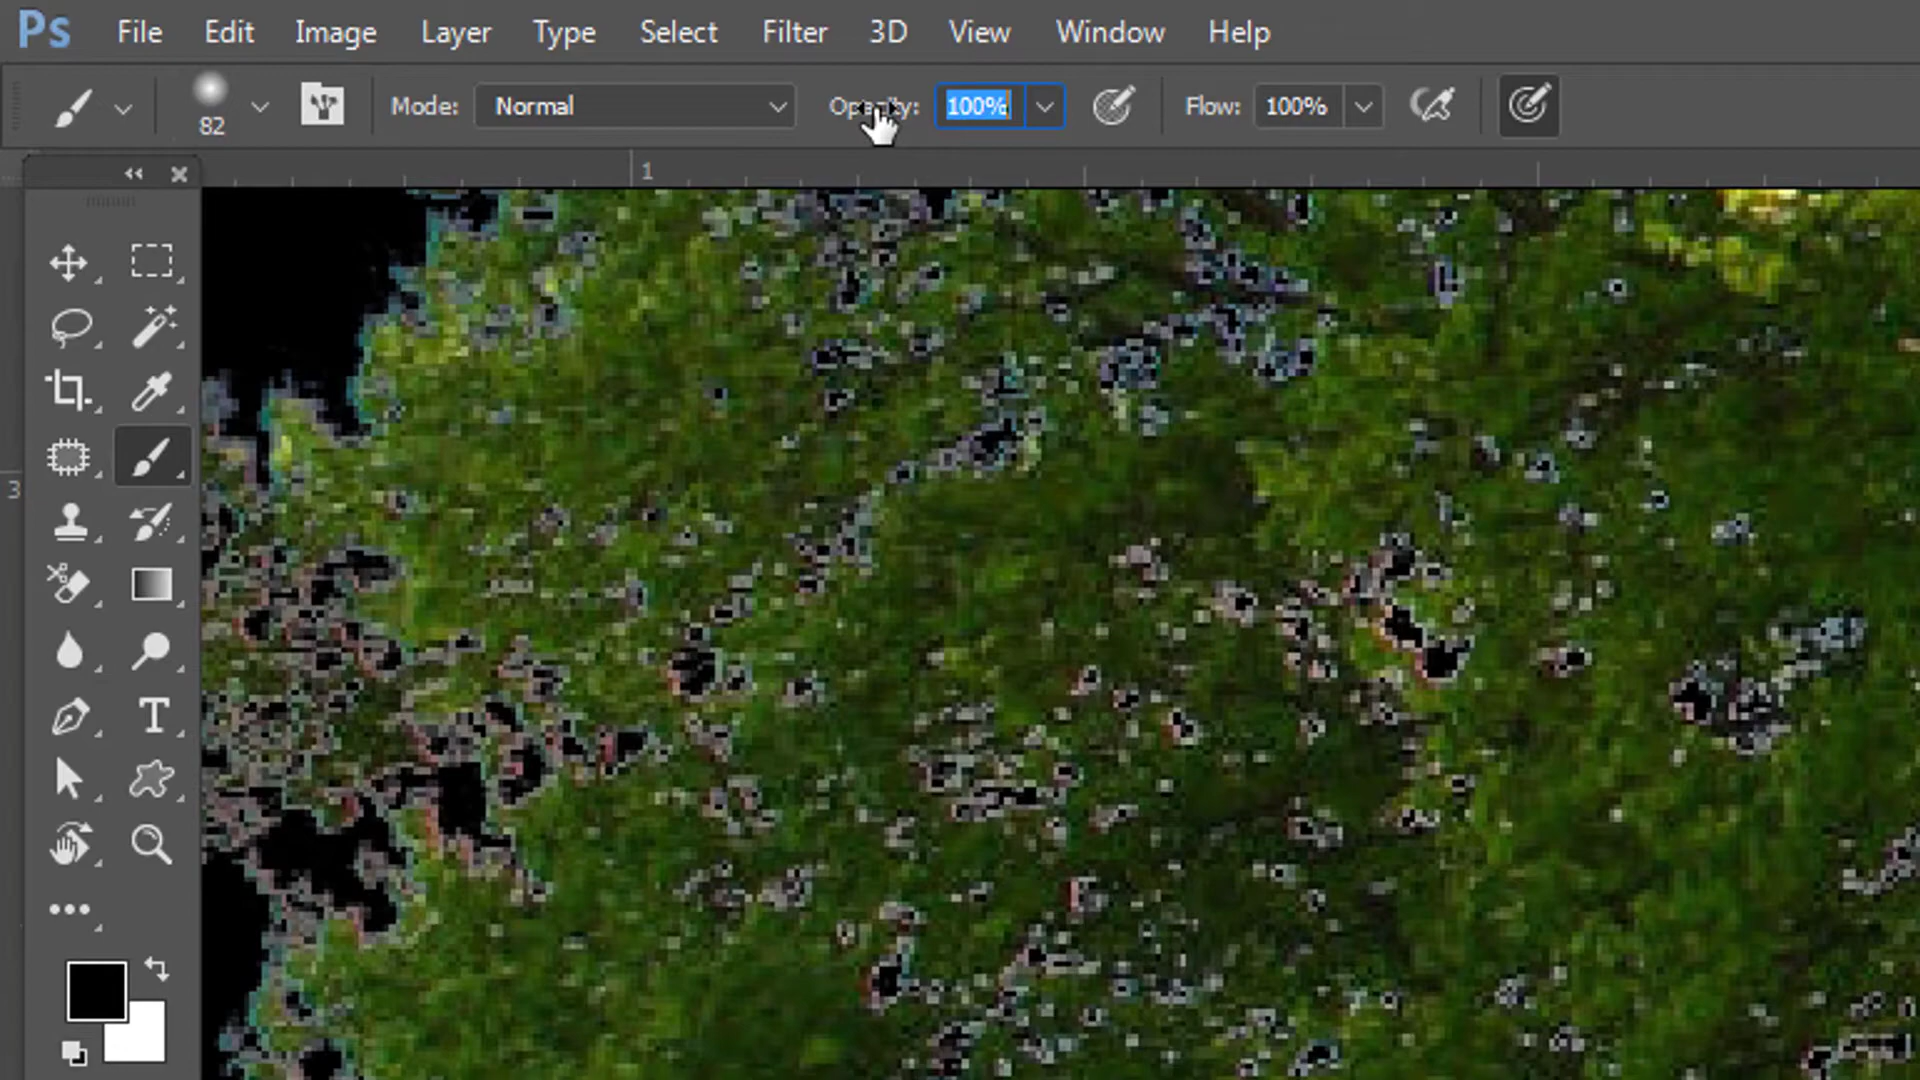 Ps File Edit Image Layer Type Select Filter 3D View Window Help
82 Mode: Normal Opacity: 100% Flow: 100%
1
3